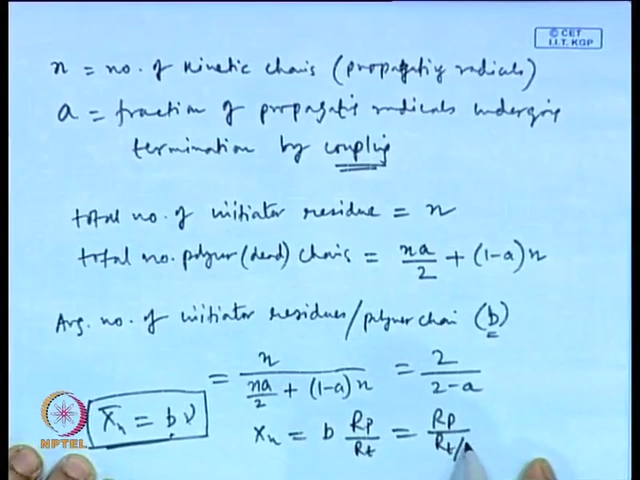 © CET
I.I.T. KGP
n = no. of kinetic chains (propagating radicals)
a = fraction of propagatig radicals undergoing
termination by coupling
total no. of initiator residue = n
total no. polymer (dead) chains = na/2 + (1-a)n
Avg. no. of initiator residues/polymer chain (b)
= n / (na/2 + (1-a)n) = 2/(2-a)
X̄n = bν
Xn = b Rp/Rt = Rp/Rt/
NPTEL